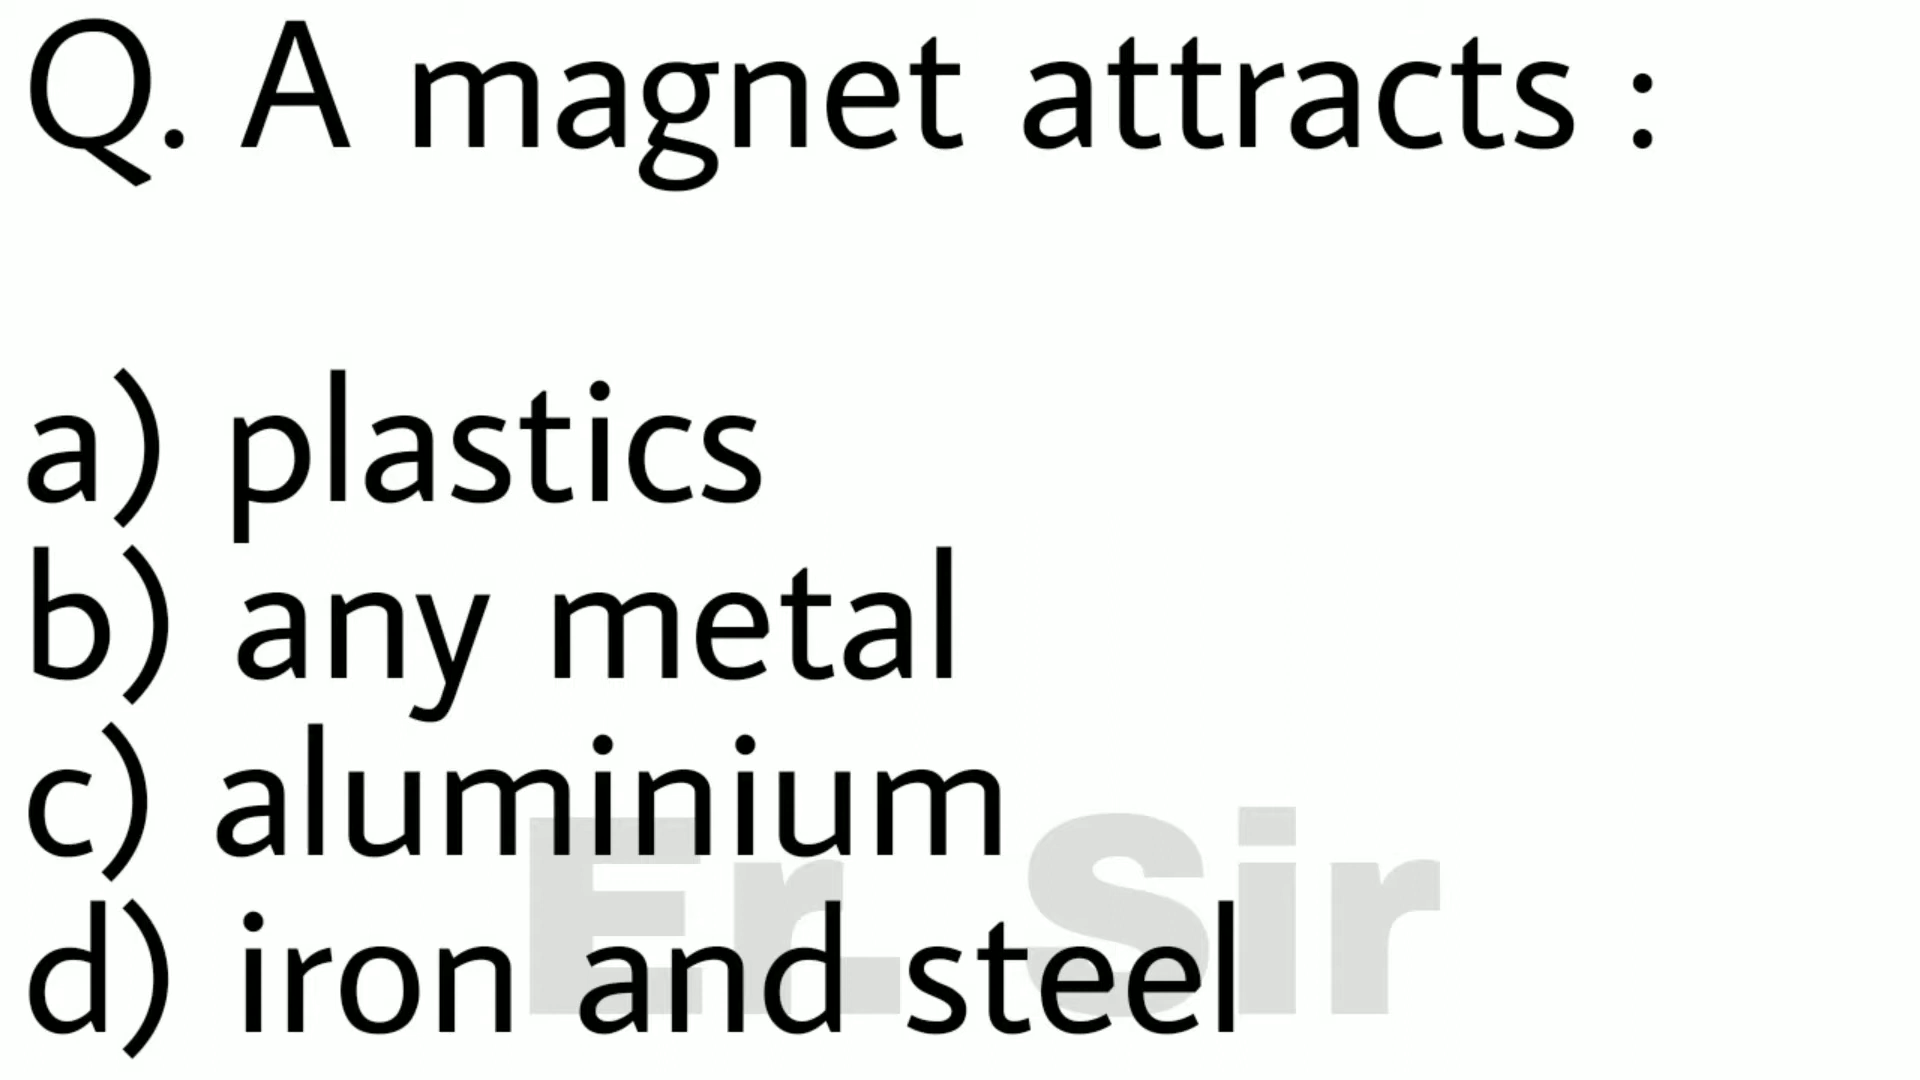 Q. A magnet attracts :
a) plastics
b) any metal
c) aluminium
d) iron and steel
Er. Sir